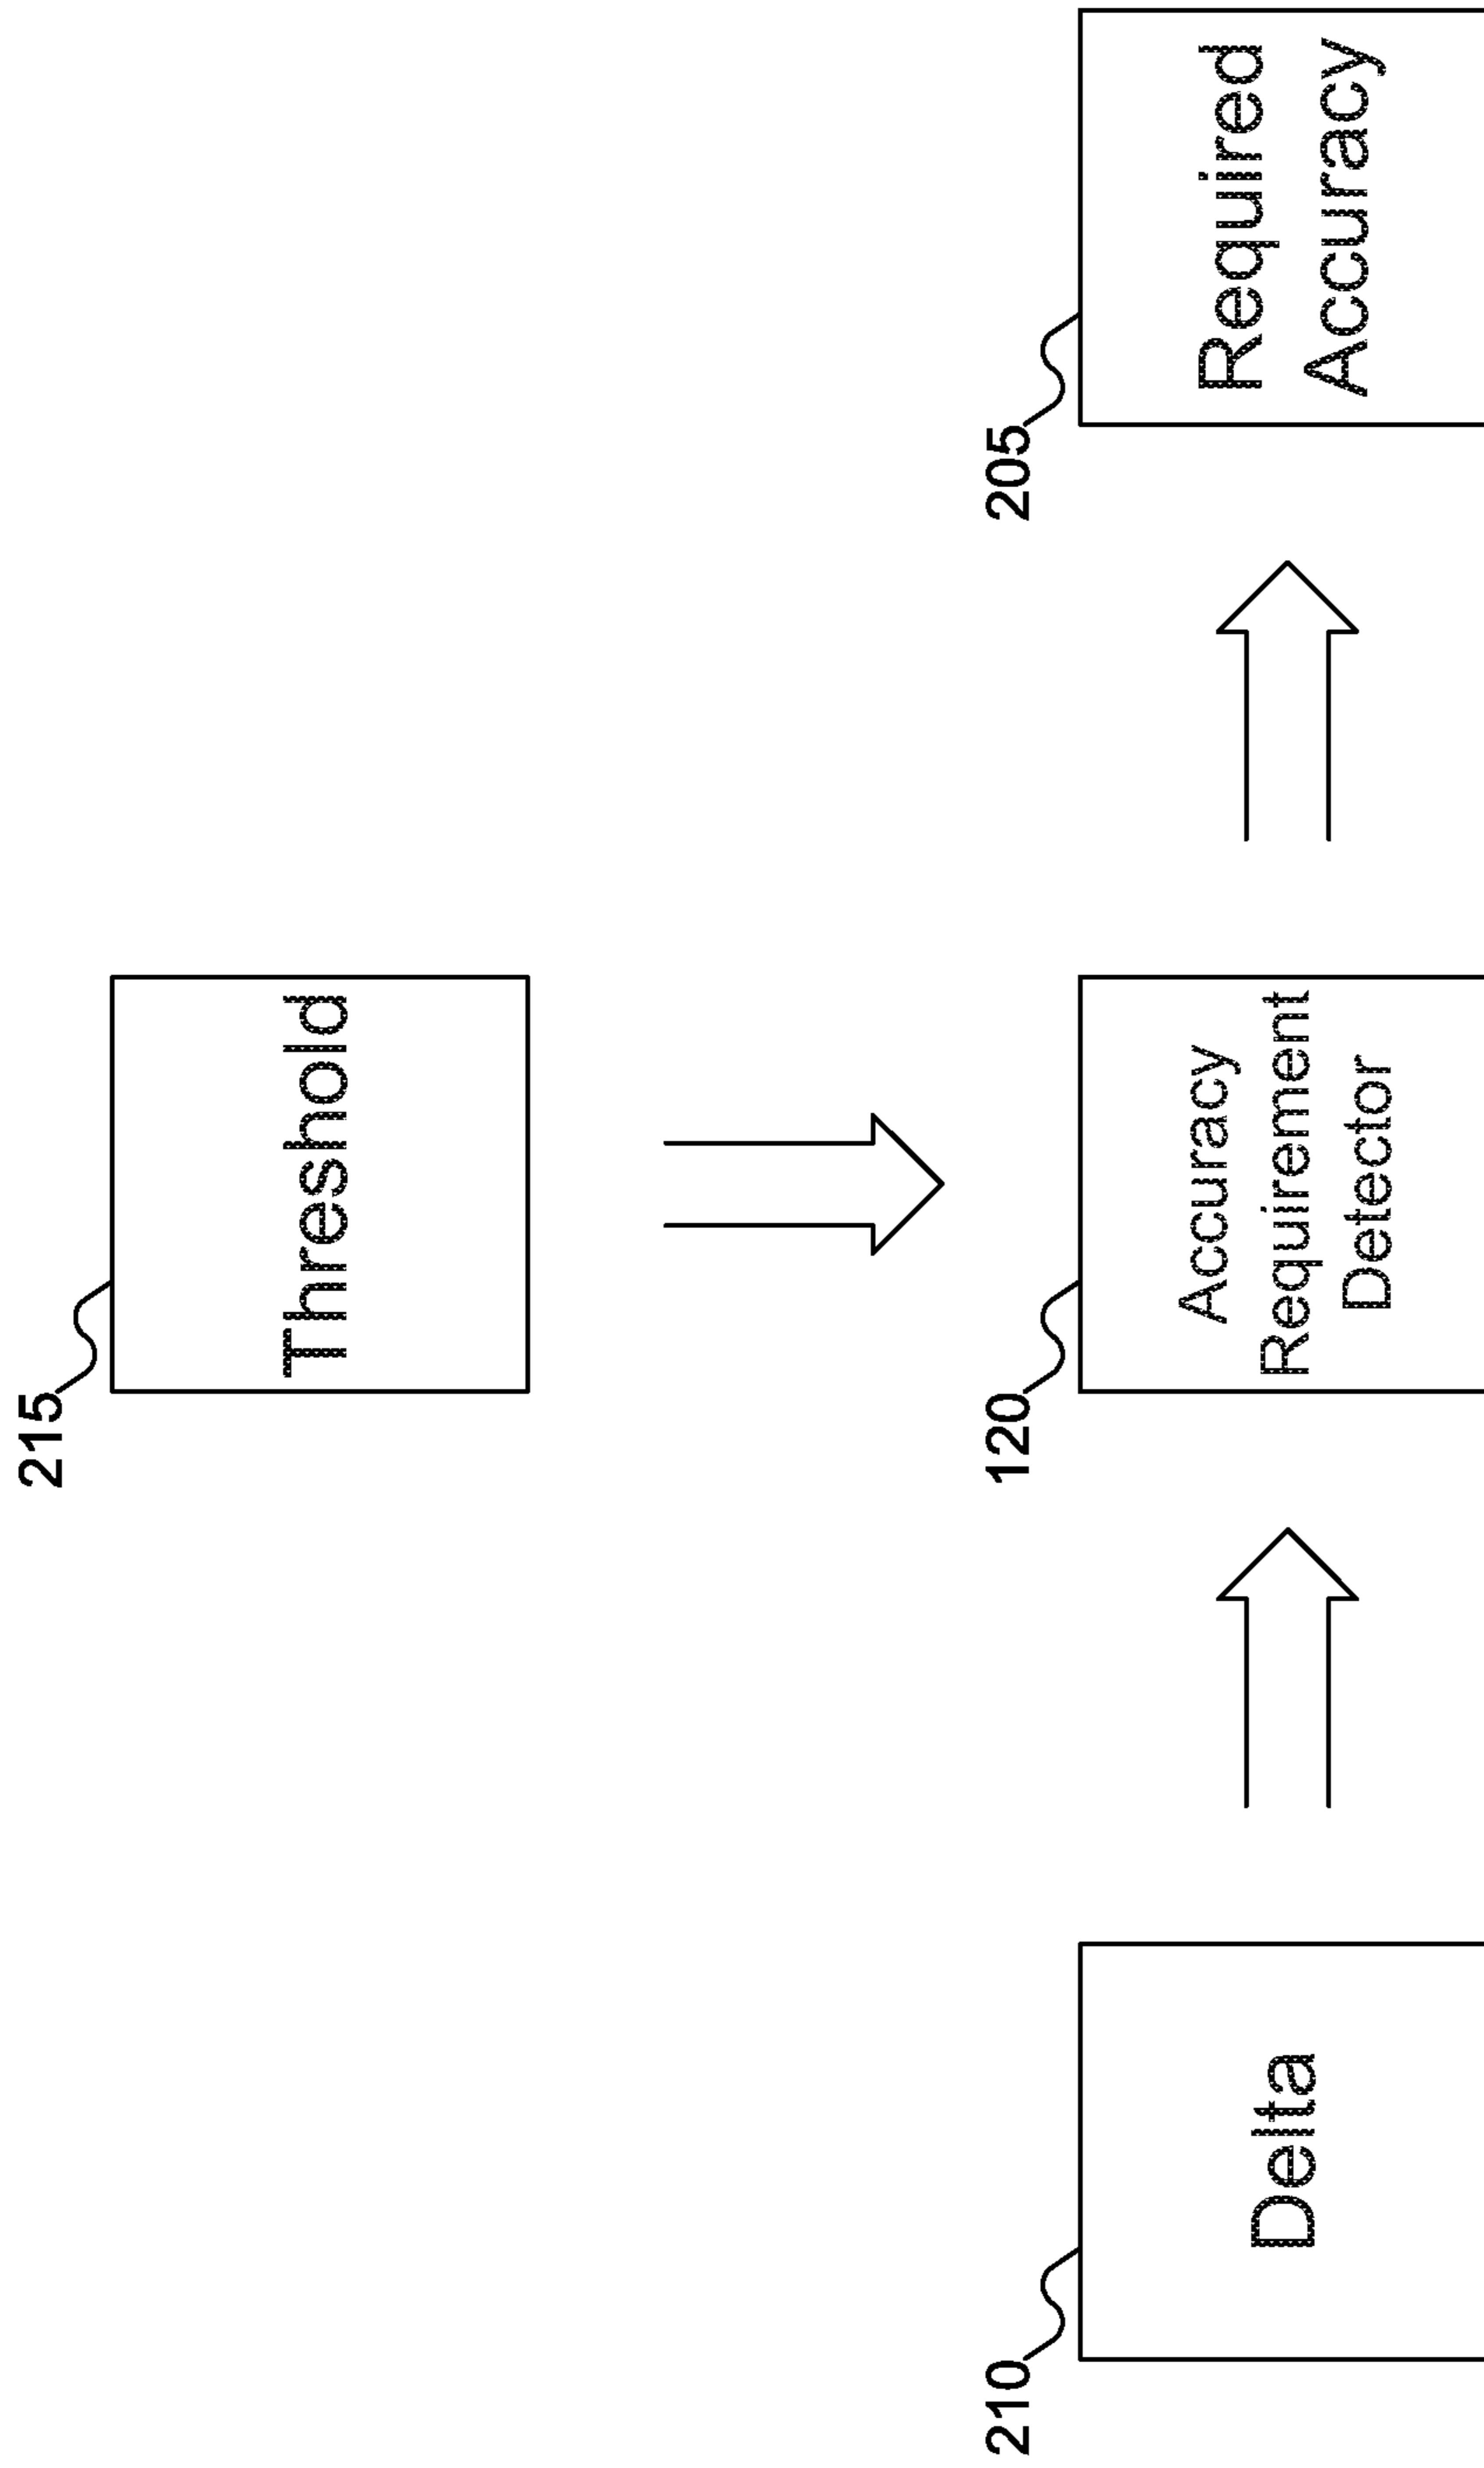 215
Threshold
210
Delta
120
Accuracy
Requirement
Detector
205
Required
Accuracy